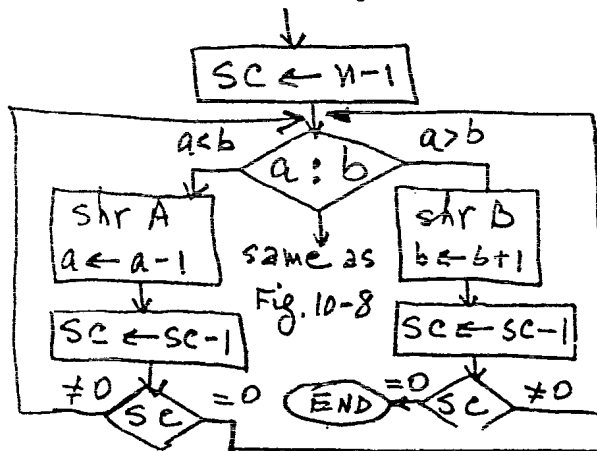 SC ← n-1
a<b
a>b
a : b
shr A
a ← a-1
shr B
b ← b+1
same as
Fig. 10-8
SC ← SC-1
SC ← SC-1
≠0
SC
=0
END
=0
SC
≠0